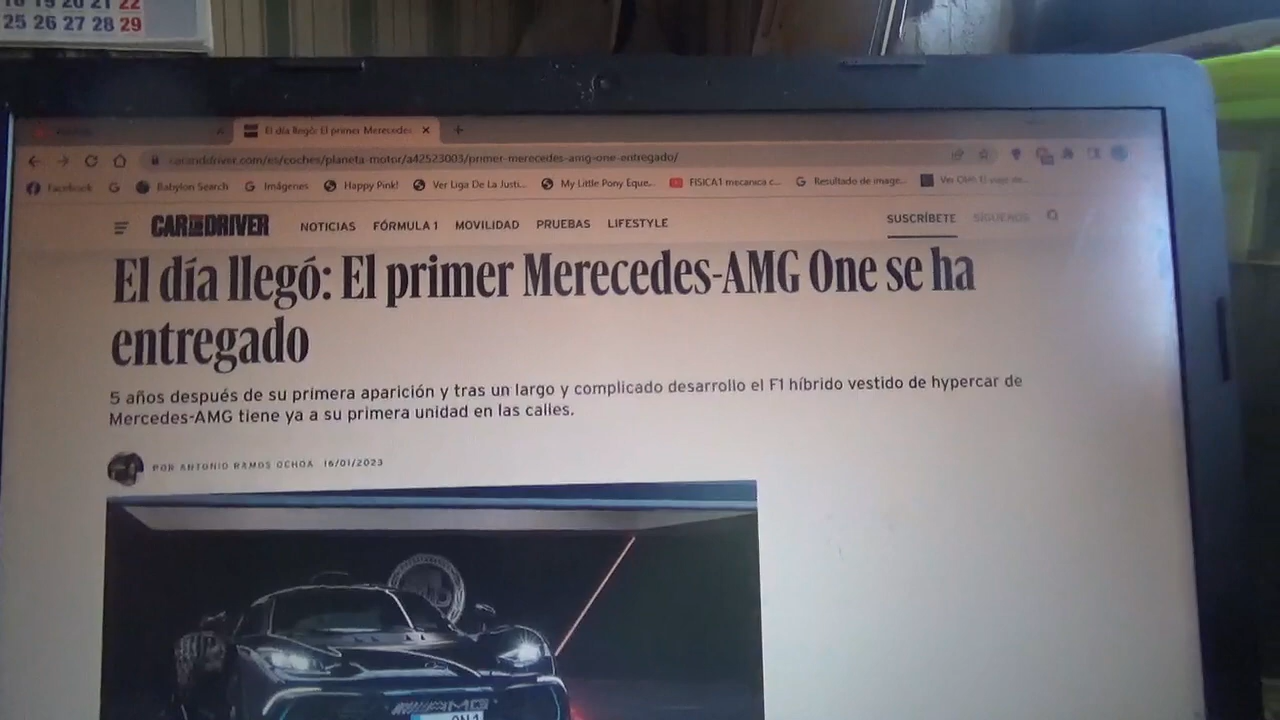 18 19 20 21 22
25 26 27 28 29
El día llegó: El primer Merecedes
caranddriver.com/es/coches/planeta-motor/a42523003/primer-merecedes-amg-one-entregado/
Facebook G Babylon Search G Imágenes Happy Pink! Ver Liga De La Justi... My Little Pony Eque... FISICA1 mecanica c... G Resultado de image...
CAR AND DRIVER NOTICIAS FÓRMULA 1 MOVILIDAD PRUEBAS LIFESTYLE SUSCRÍBETE SÍGUENOS
El día llegó: El primer Merecedes-AMG One se ha
entregado
5 años después de su primera aparición y tras un largo y complicado desarrollo el F1 híbrido vestido de hypercar de
Mercedes-AMG tiene ya a su primera unidad en las calles.
POR ANTONIO RAMOS OCHOA 16/01/2023
AMG